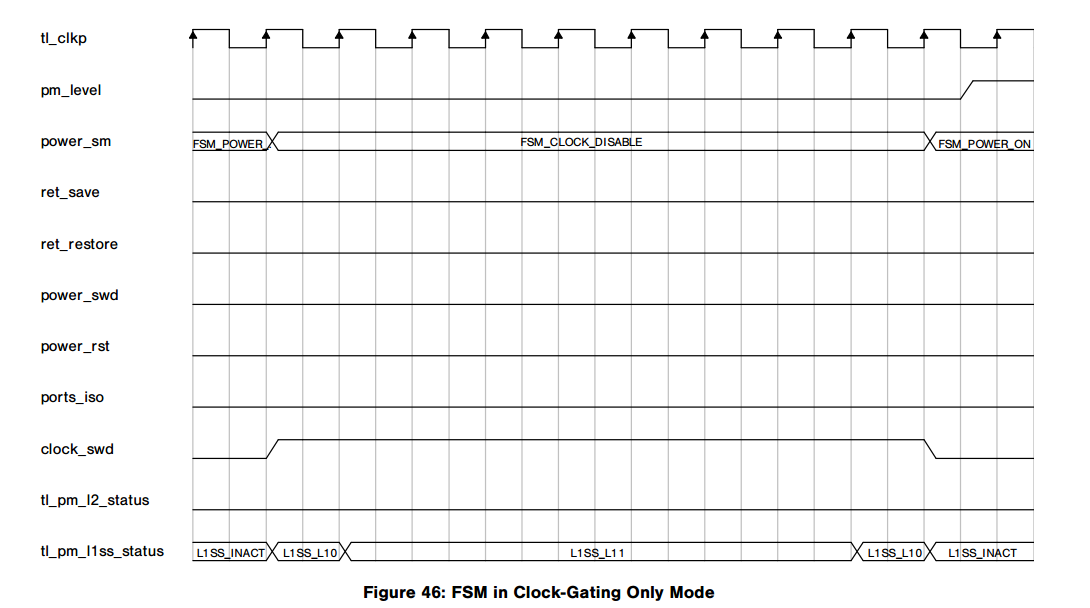 tl_clkp
pm_level
power_sm FSM_POWER_ FSM_CLOCK_DISABLE FSM_POWER_ON
ret_save
ret_restore
power_swd
power_rst
ports_iso
clock_swd
tl_pm_l2_status
tl_pm_l1ss_status L1SS_INACT L1SS_L10 L1SS_L11 L1SS_L10 L1SS_INACT
Figure 46: FSM in Clock-Gating Only Mode